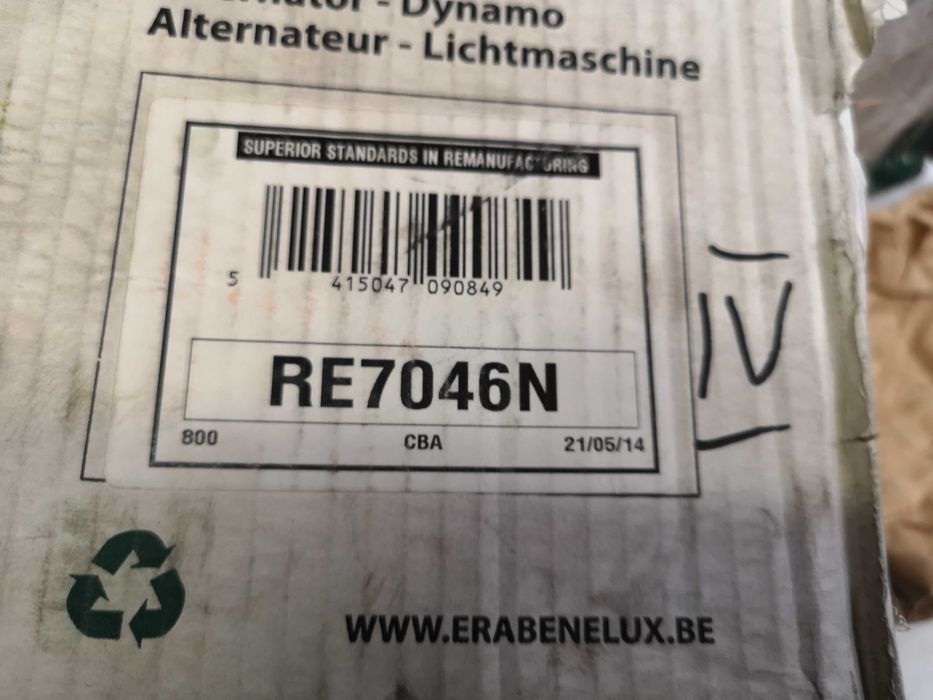 - Dynamo
Alternateur - Lichtmaschine
SUPERIOR STANDARDS IN REMANUFACTURING
5 415047 090849
RE7046N
800 CBA 21/05/14
IV
WWW.ERABENELUX.BE